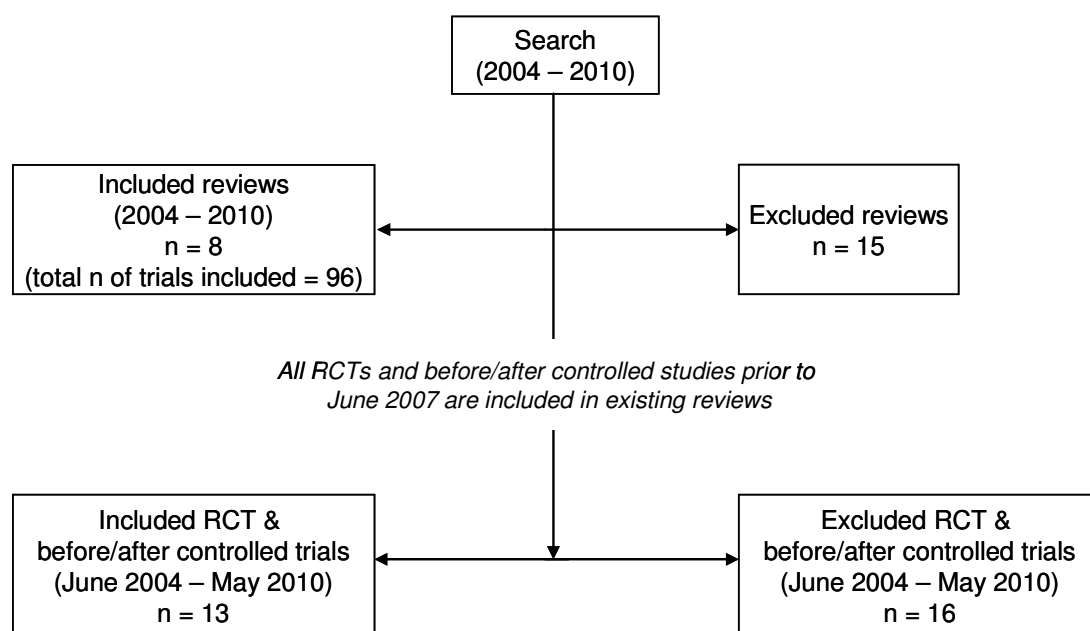 Search
(2004 – 2010)
Included reviews
(2004 – 2010)
n = 8
(total n of trials included = 96)
Excluded reviews
n = 15
All RCTs and before/after controlled studies prior to
June 2007 are included in existing reviews
Included RCT &
before/after controlled trials
(June 2004 – May 2010)
n = 13
Excluded RCT &
before/after controlled trials
(June 2004 – May 2010)
n = 16